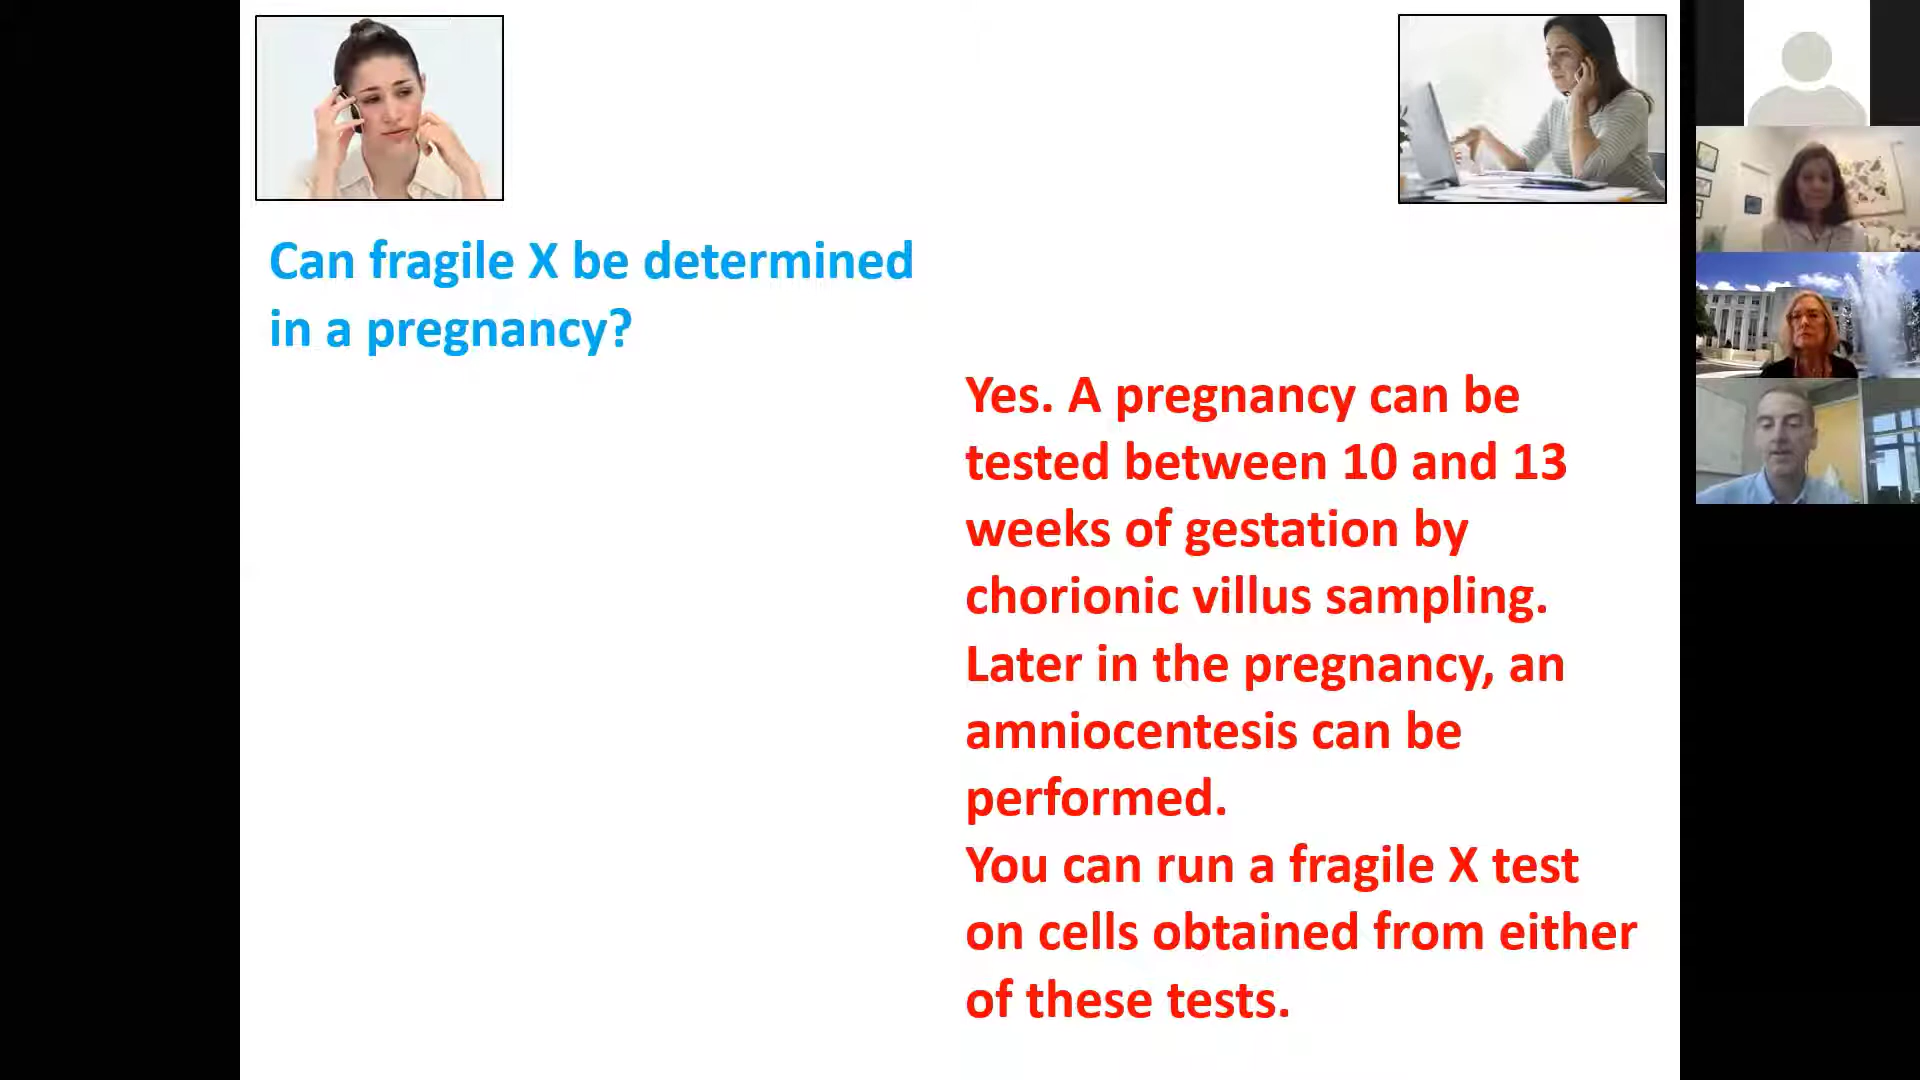 Can fragile X be determined
in a pregnancy?
Yes. A pregnancy can be
tested between 10 and 13
weeks of gestation by
chorionic villus sampling.
Later in the pregnancy, an
amniocentesis can be
performed.
You can run a fragile X test
on cells obtained from either
of these tests.